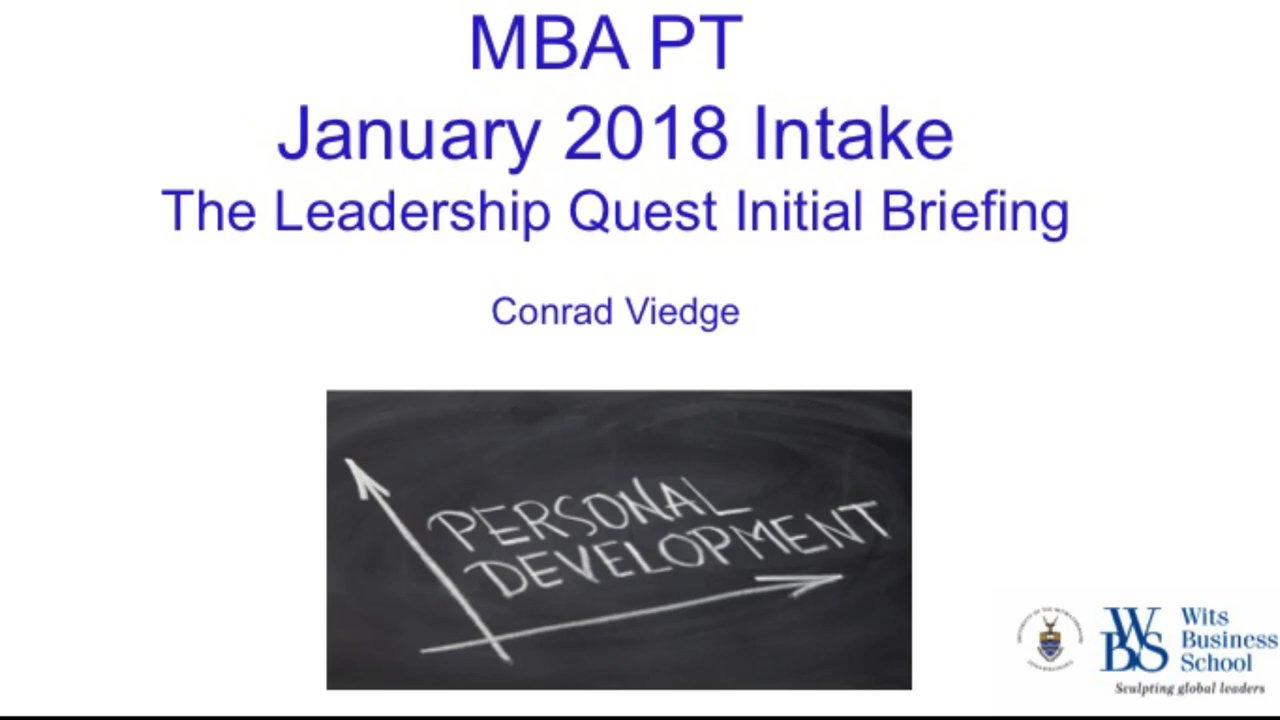 MBA PT
January 2018 Intake
The Leadership Quest Initial Briefing
Conrad Viedge
PERSONAL
DEVELOPMENT
WBS
Wits
Business
School
Sculpting global leaders